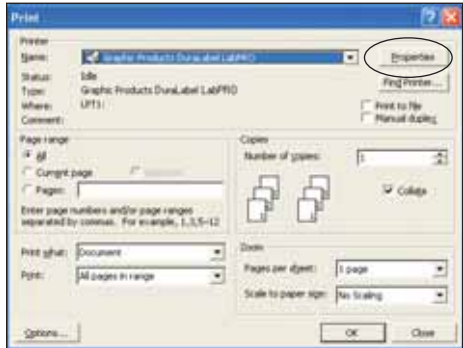 Print
Printer
Name: Graphic Products DuraLabel LabPRO Properties
Status: Idle
Find Printer...
Type: Graphic Products DuraLabel LabPRO
Where: LPT1:
Print to file
Comment:
Manual duplex
Page range
All
Current page
Pages:
Enter page numbers and/or page ranges
separated by commas. For example, 1,3,5–12
Copies
Number of copies: 1
Collate
Print what: Document
Print: All pages in range
Zoom
Pages per sheet: 1 page
Scale to paper size: No Scaling
Options... OK Close